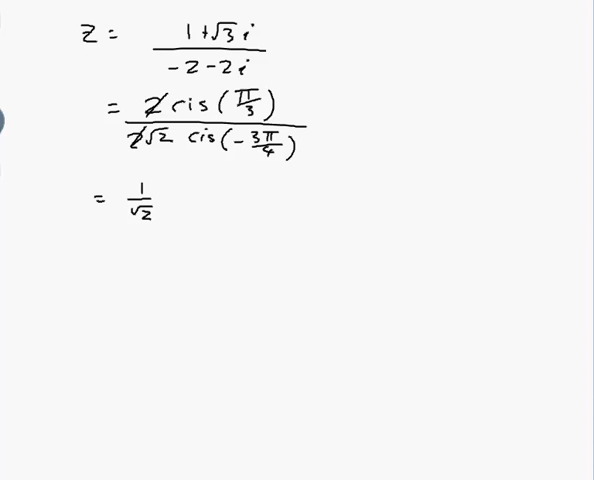 z = (1+√3 i)/(-2-2i)
= 2 cis(π/3)/(2√2 cis(-3π/4))
= 1/√2